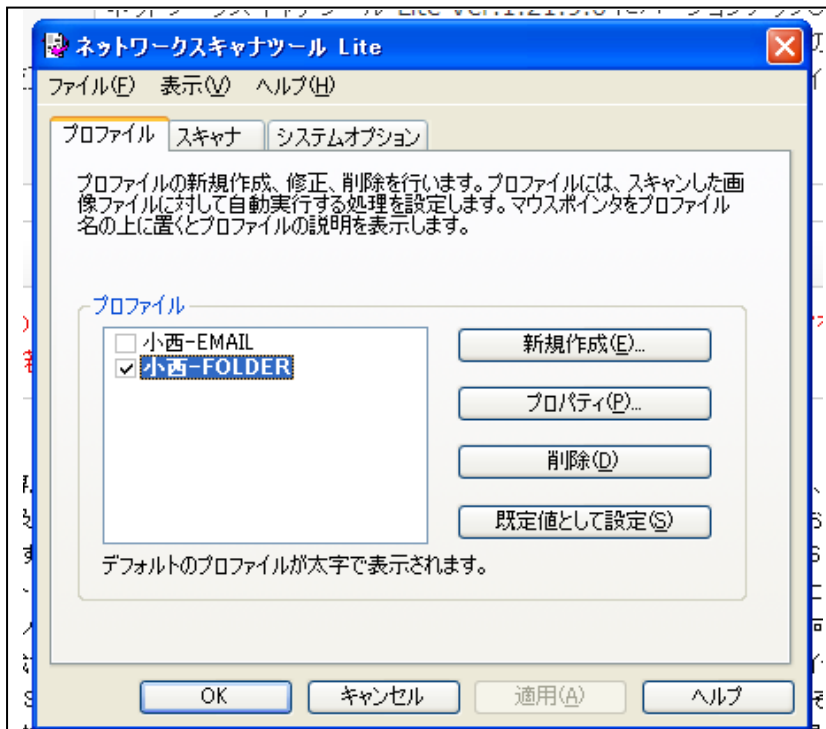 ネットワークスキャナツール Lite
ファイル(F) 表示(V) ヘルプ(H)
プロファイル スキャナ システムオプション
プロファイルの新規作成、修正、削除を行います。プロファイルには、スキャンした画
像ファイルに対して自動実行する処理を設定します。マウスポインタをプロファイル
名の上に置くとプロファイルの説明を表示します。
プロファイル
小西-EMAIL
小西-FOLDER
新規作成(E)...
プロパティ(P)...
削除(D)
既定値として設定(S)
デフォルトのプロファイルが太字で表示されます。
OK キャンセル 適用(A) ヘルプ